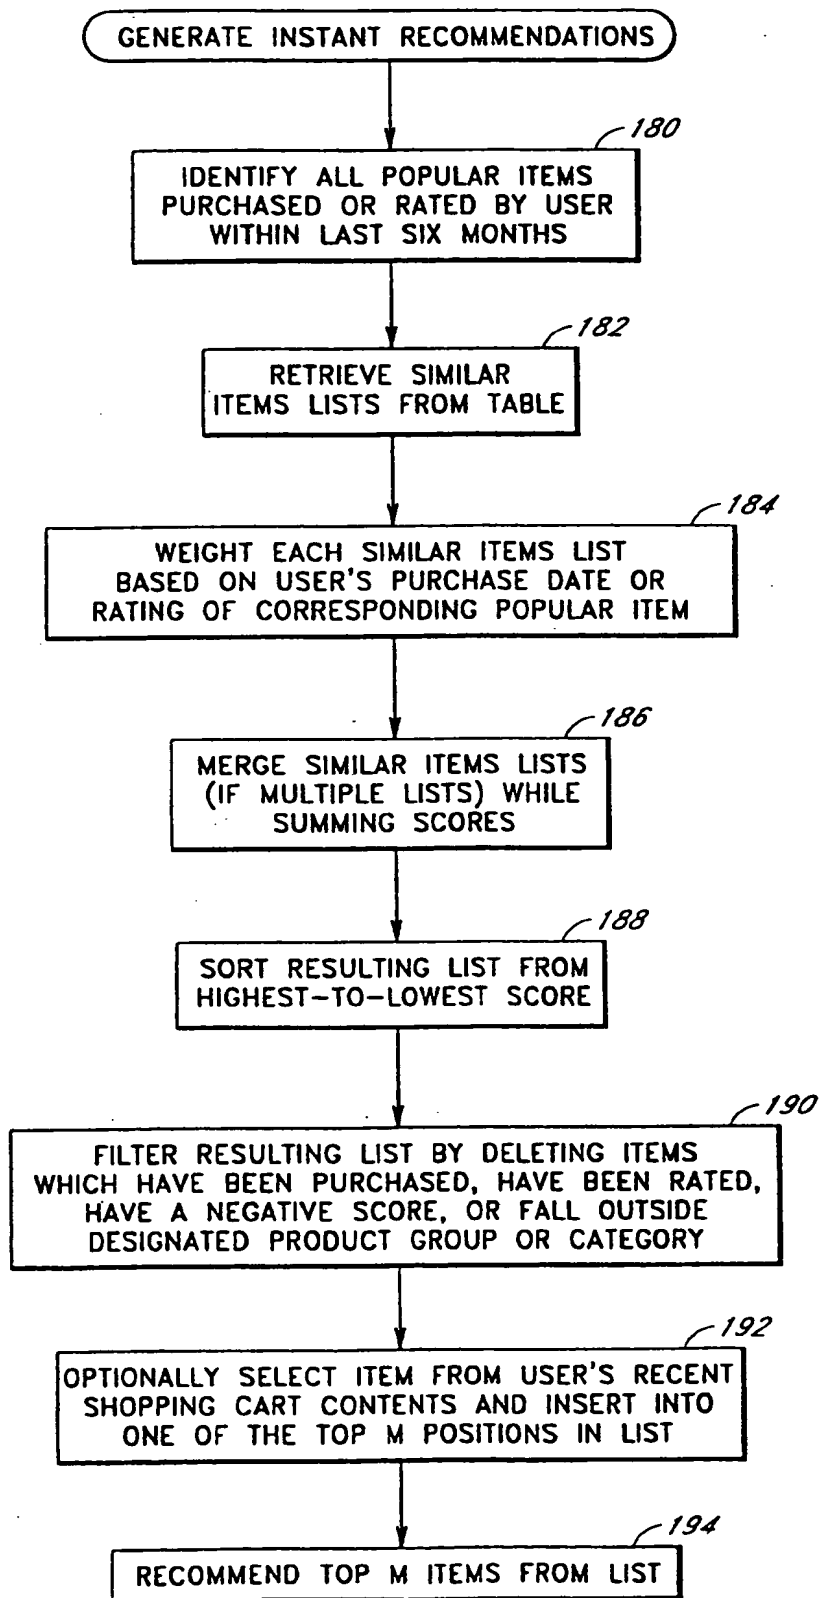 GENERATE INSTANT RECOMMENDATIONS
180
IDENTIFY ALL POPULAR ITEMS
PURCHASED OR RATED BY USER
WITHIN LAST SIX MONTHS
182
RETRIEVE SIMILAR
ITEMS LISTS FROM TABLE
184
WEIGHT EACH SIMILAR ITEMS LIST
BASED ON USER'S PURCHASE DATE OR
RATING OF CORRESPONDING POPULAR ITEM
186
MERGE SIMILAR ITEMS LISTS
(IF MULTIPLE LISTS) WHILE
SUMMING SCORES
188
SORT RESULTING LIST FROM
HIGHEST-TO-LOWEST SCORE
190
FILTER RESULTING LIST BY DELETING ITEMS
WHICH HAVE BEEN PURCHASED, HAVE BEEN RATED,
HAVE A NEGATIVE SCORE, OR FALL OUTSIDE
DESIGNATED PRODUCT GROUP OR CATEGORY
192
OPTIONALLY SELECT ITEM FROM USER'S RECENT
SHOPPING CART CONTENTS AND INSERT INTO
ONE OF THE TOP M POSITIONS IN LIST
194
RECOMMEND TOP M ITEMS FROM LIST